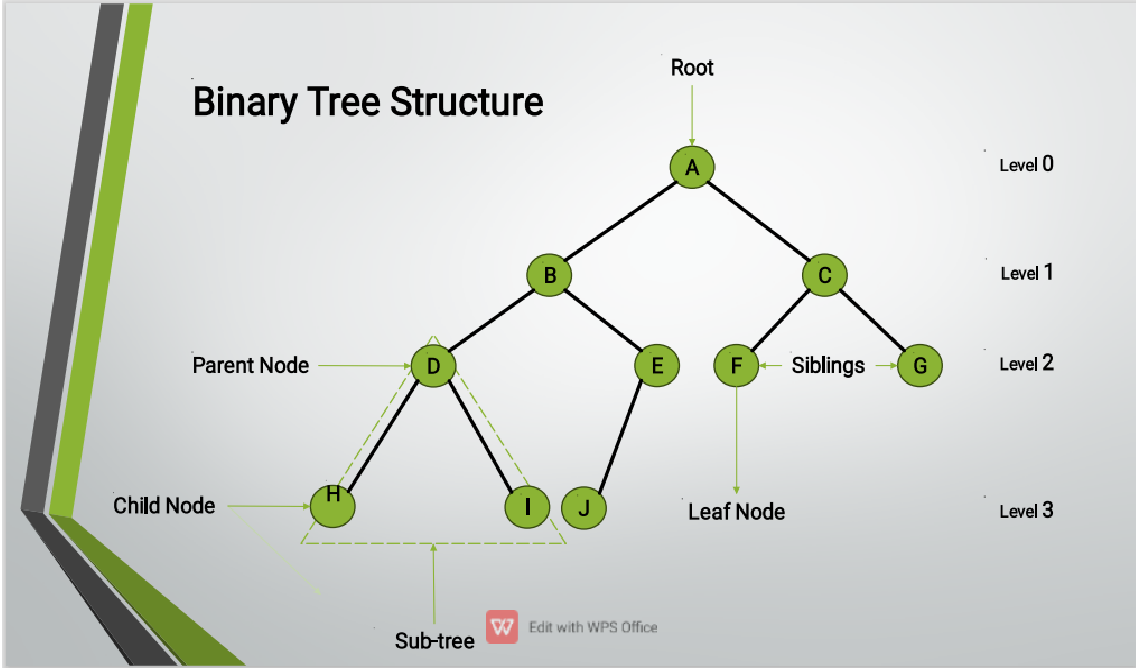 Root
Binary Tree Structure
A
Level 0
B
C
Level 1
Parent Node
D
E
F
Siblings
G
Level 2
Child Node
H
I
J
Leaf Node
Level 3
Sub-tree
W
Edit with WPS Office